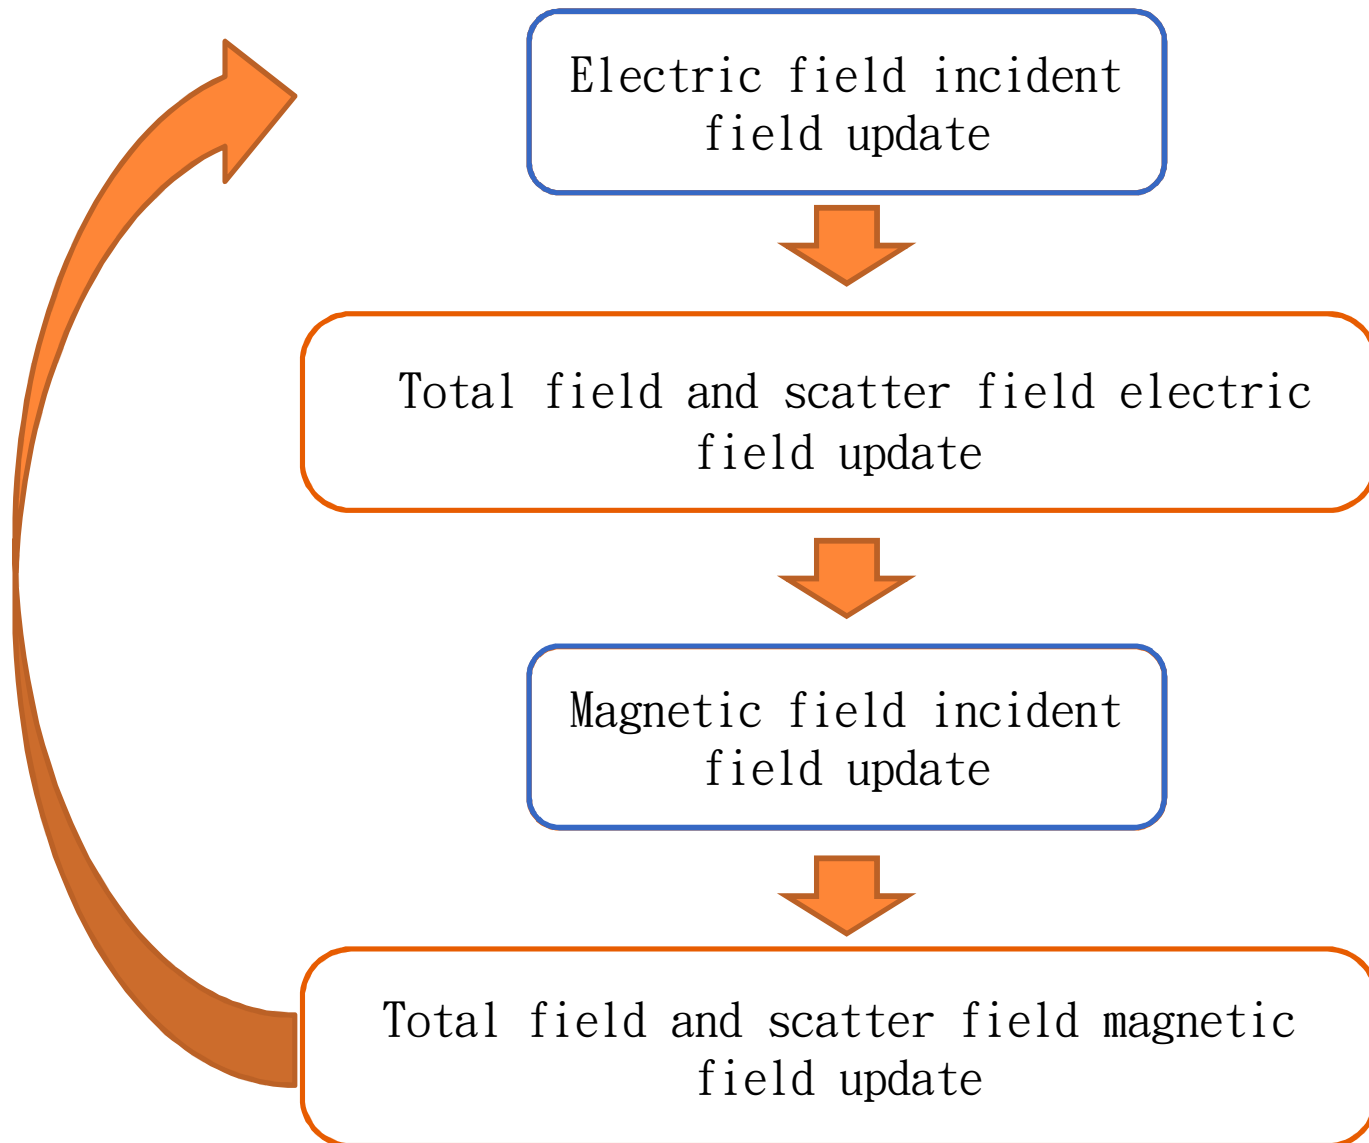 Electric field incident
field update
Total field and scatter field electric
field update
Magnetic field incident
field update
Total field and scatter field magnetic
field update